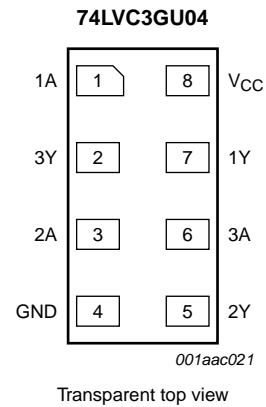 74LVC3GU04
1A 1 8 VCC
3Y 2 7 1Y
2A 3 6 3A
GND 4 5 2Y
001aac021
Transparent top view